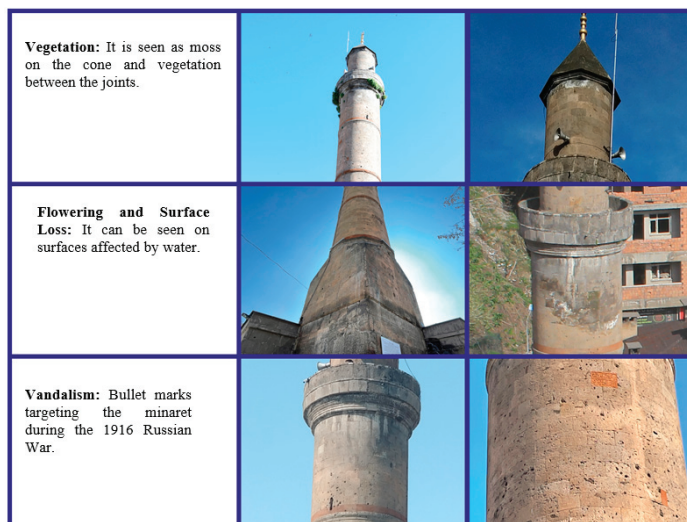 Vegetation: It is seen as moss
on the cone and vegetation
between the joints.
Flowering and Surface
Loss: It can be seen on
surfaces affected by water.
Vandalism: Bullet marks
targeting the minaret
during the 1916 Russian
War.